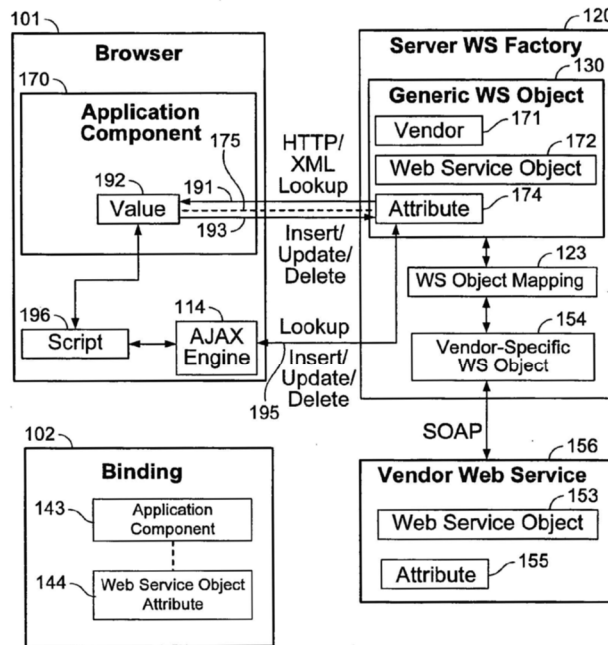 101
Browser
170
Application
Component
175
192
191
Value
193
HTTP/
XML
Lookup
Insert/
Update/
Delete
196
Script
114
AJAX
Engine
Lookup
Insert/
Update/
Delete
195
120
Server WS Factory
130
Generic WS Object
Vendor
171
172
Web Service Object
Attribute
174
123
WS Object Mapping
154
Vendor-Specific
WS Object
SOAP
156
Vendor Web Service
153
Web Service Object
Attribute
155
102
Binding
143
Application
Component
144
Web Service Object
Attribute